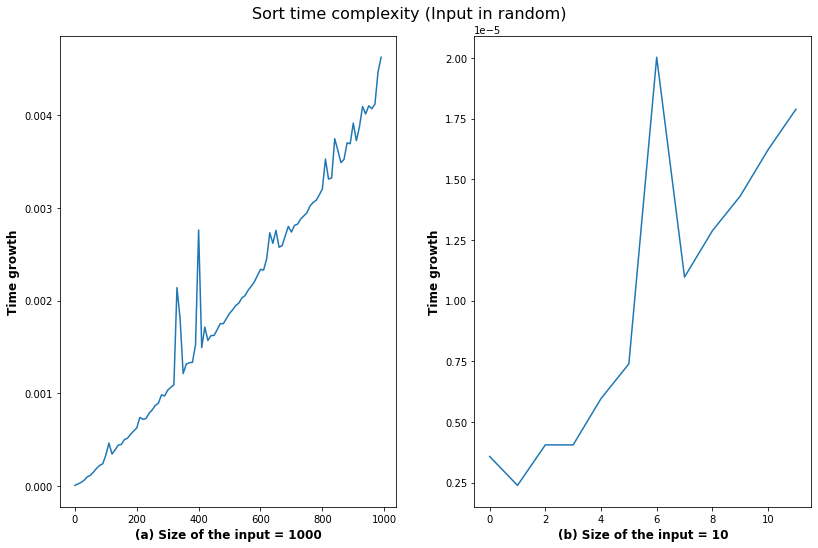 Sort time complexity (Input in random)
0.004
0.003
0.002
0.001
0.000
Time growth
0 200 400 600 800 1000
(a) Size of the input = 1000
1e−5
2.00
1.75
1.50
1.25
1.00
0.75
0.50
0.25
Time growth
0 2 4 6 8 10
(b) Size of the input = 10